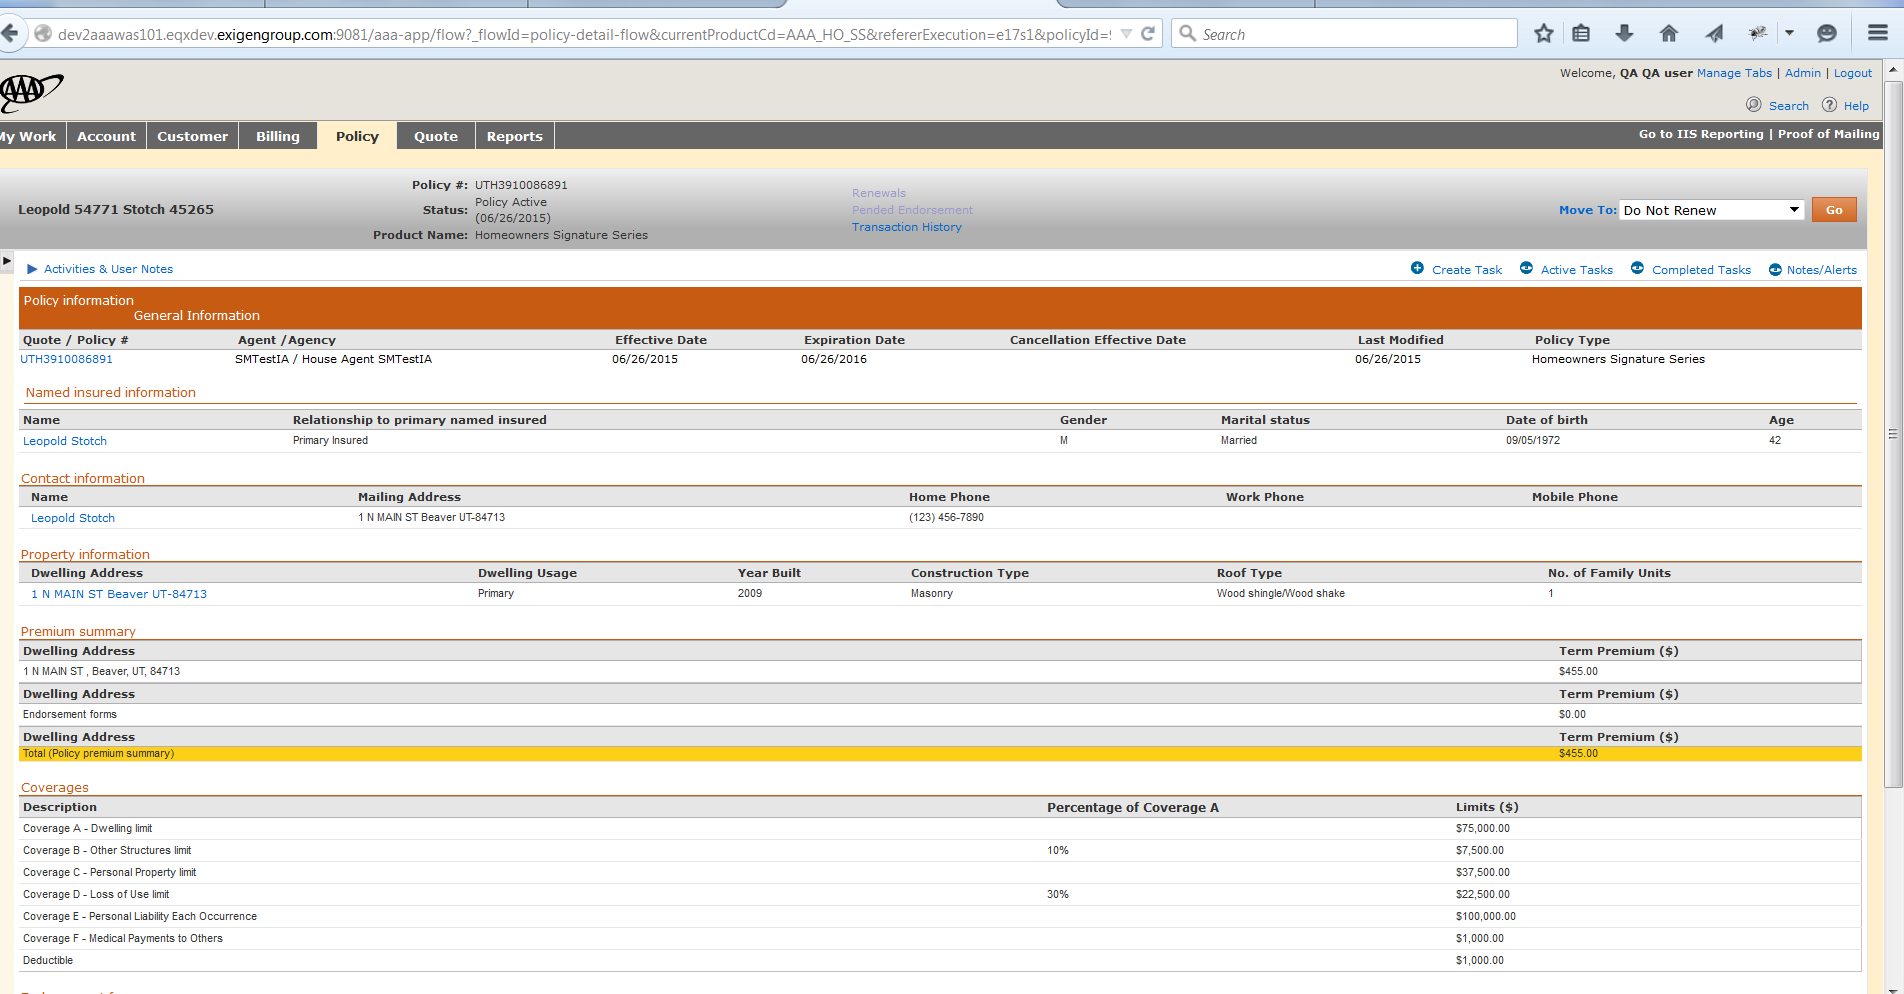 dev2aaawas101.eqxdev.exigengroup.com:9081/aaa-app/flow?_flowId=policy-detail-flow&currentProductCd=AAA_HO_SS&refererExecution=e17s1&policyId=
Search
AAA
Welcome, QA QA user Manage Tabs | Admin | Logout
Search Help
My Work Account Customer Billing Policy Quote Reports
Go to IIS Reporting | Proof of Mailing
Leopold 54771 Stotch 45265
Policy #: UTH3910086891
Status: Policy Active
(06/26/2015)
Product Name: Homeowners Signature Series
Renewals
Pended Endorsement
Transaction History
Move To: Do Not Renew Go
Activities & User Notes Create Task Active Tasks Completed Tasks Notes/Alerts
Policy information
General Information
Quote / Policy # Agent /Agency Effective Date Expiration Date Cancellation Effective Date Last Modified Policy Type
UTH3910086891 SMTestIA / House Agent SMTestIA 06/26/2015 06/26/2016 06/26/2015 Homeowners Signature Series
Named insured information
Name Relationship to primary named insured Gender Marital status Date of birth Age
Leopold Stotch Primary Insured M Married 09/05/1972 42
Contact information
Name Mailing Address Home Phone Work Phone Mobile Phone
Leopold Stotch 1 N MAIN ST Beaver UT-84713 (123) 456-7890
Property information
Dwelling Address Dwelling Usage Year Built Construction Type Roof Type No. of Family Units
1 N MAIN ST Beaver UT-84713 Primary 2009 Masonry Wood shingle/Wood shake 1
Premium summary
Dwelling Address Term Premium ($)
1 N MAIN ST , Beaver, UT, 84713 $455.00
Dwelling Address Term Premium ($)
Endorsement forms $0.00
Dwelling Address Term Premium ($)
Total (Policy premium summary) $455.00
Coverages
Description Percentage of Coverage A Limits ($)
Coverage A - Dwelling limit $75,000.00
Coverage B - Other Structures limit 10% $7,500.00
Coverage C - Personal Property limit $37,500.00
Coverage D - Loss of Use limit 30% $22,500.00
Coverage E - Personal Liability Each Occurrence $100,000.00
Coverage F - Medical Payments to Others $1,000.00
Deductible $1,000.00